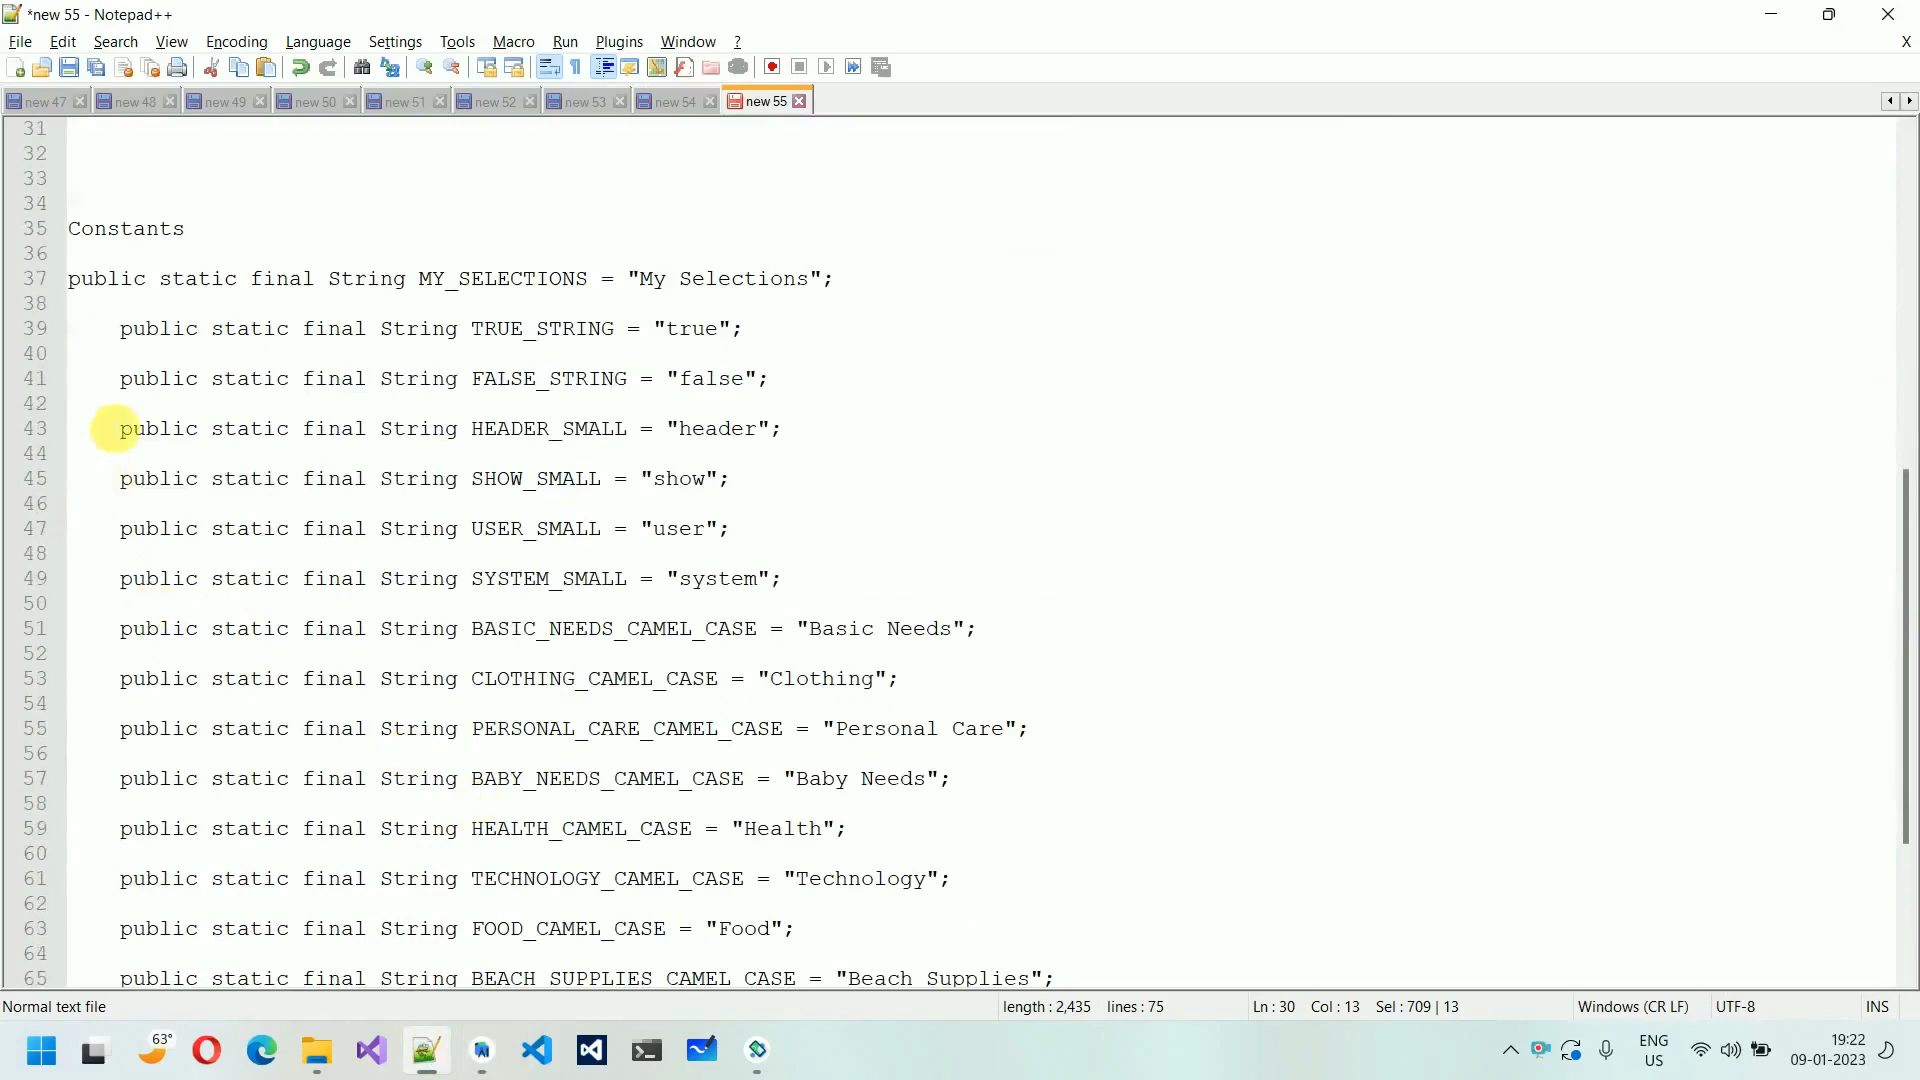 *new 55 - Notepad++
File Edit Search View Encoding Language Settings Tools Macro Run Plugins Window ? X
new 47 new 48 new 49 new 50 new 51 new 52 new 53 new 54 new 55
31
32
33
34
35 Constants
36
37 public static final String MY_SELECTIONS = "My Selections";
38
39 public static final String TRUE_STRING = "true";
40
41 public static final String FALSE_STRING = "false";
42
43 public static final String HEADER_SMALL = "header";
44
45 public static final String SHOW_SMALL = "show";
46
47 public static final String USER_SMALL = "user";
48
49 public static final String SYSTEM_SMALL = "system";
50
51 public static final String BASIC_NEEDS_CAMEL_CASE = "Basic Needs";
52
53 public static final String CLOTHING_CAMEL_CASE = "Clothing";
54
55 public static final String PERSONAL_CARE_CAMEL_CASE = "Personal Care";
56
57 public static final String BABY_NEEDS_CAMEL_CASE = "Baby Needs";
58
59 public static final String HEALTH_CAMEL_CASE = "Health";
60
61 public static final String TECHNOLOGY_CAMEL_CASE = "Technology";
62
63 public static final String FOOD_CAMEL_CASE = "Food";
64
65 public static final String BEACH_SUPPLIES_CAMEL_CASE = "Beach Supplies";
Normal text file length : 2,435 lines : 75 Ln : 30 Col : 13 Sel : 709 | 13 Windows (CR LF) UTF-8 INS
63°
ENG
US
19:22
09-01-2023